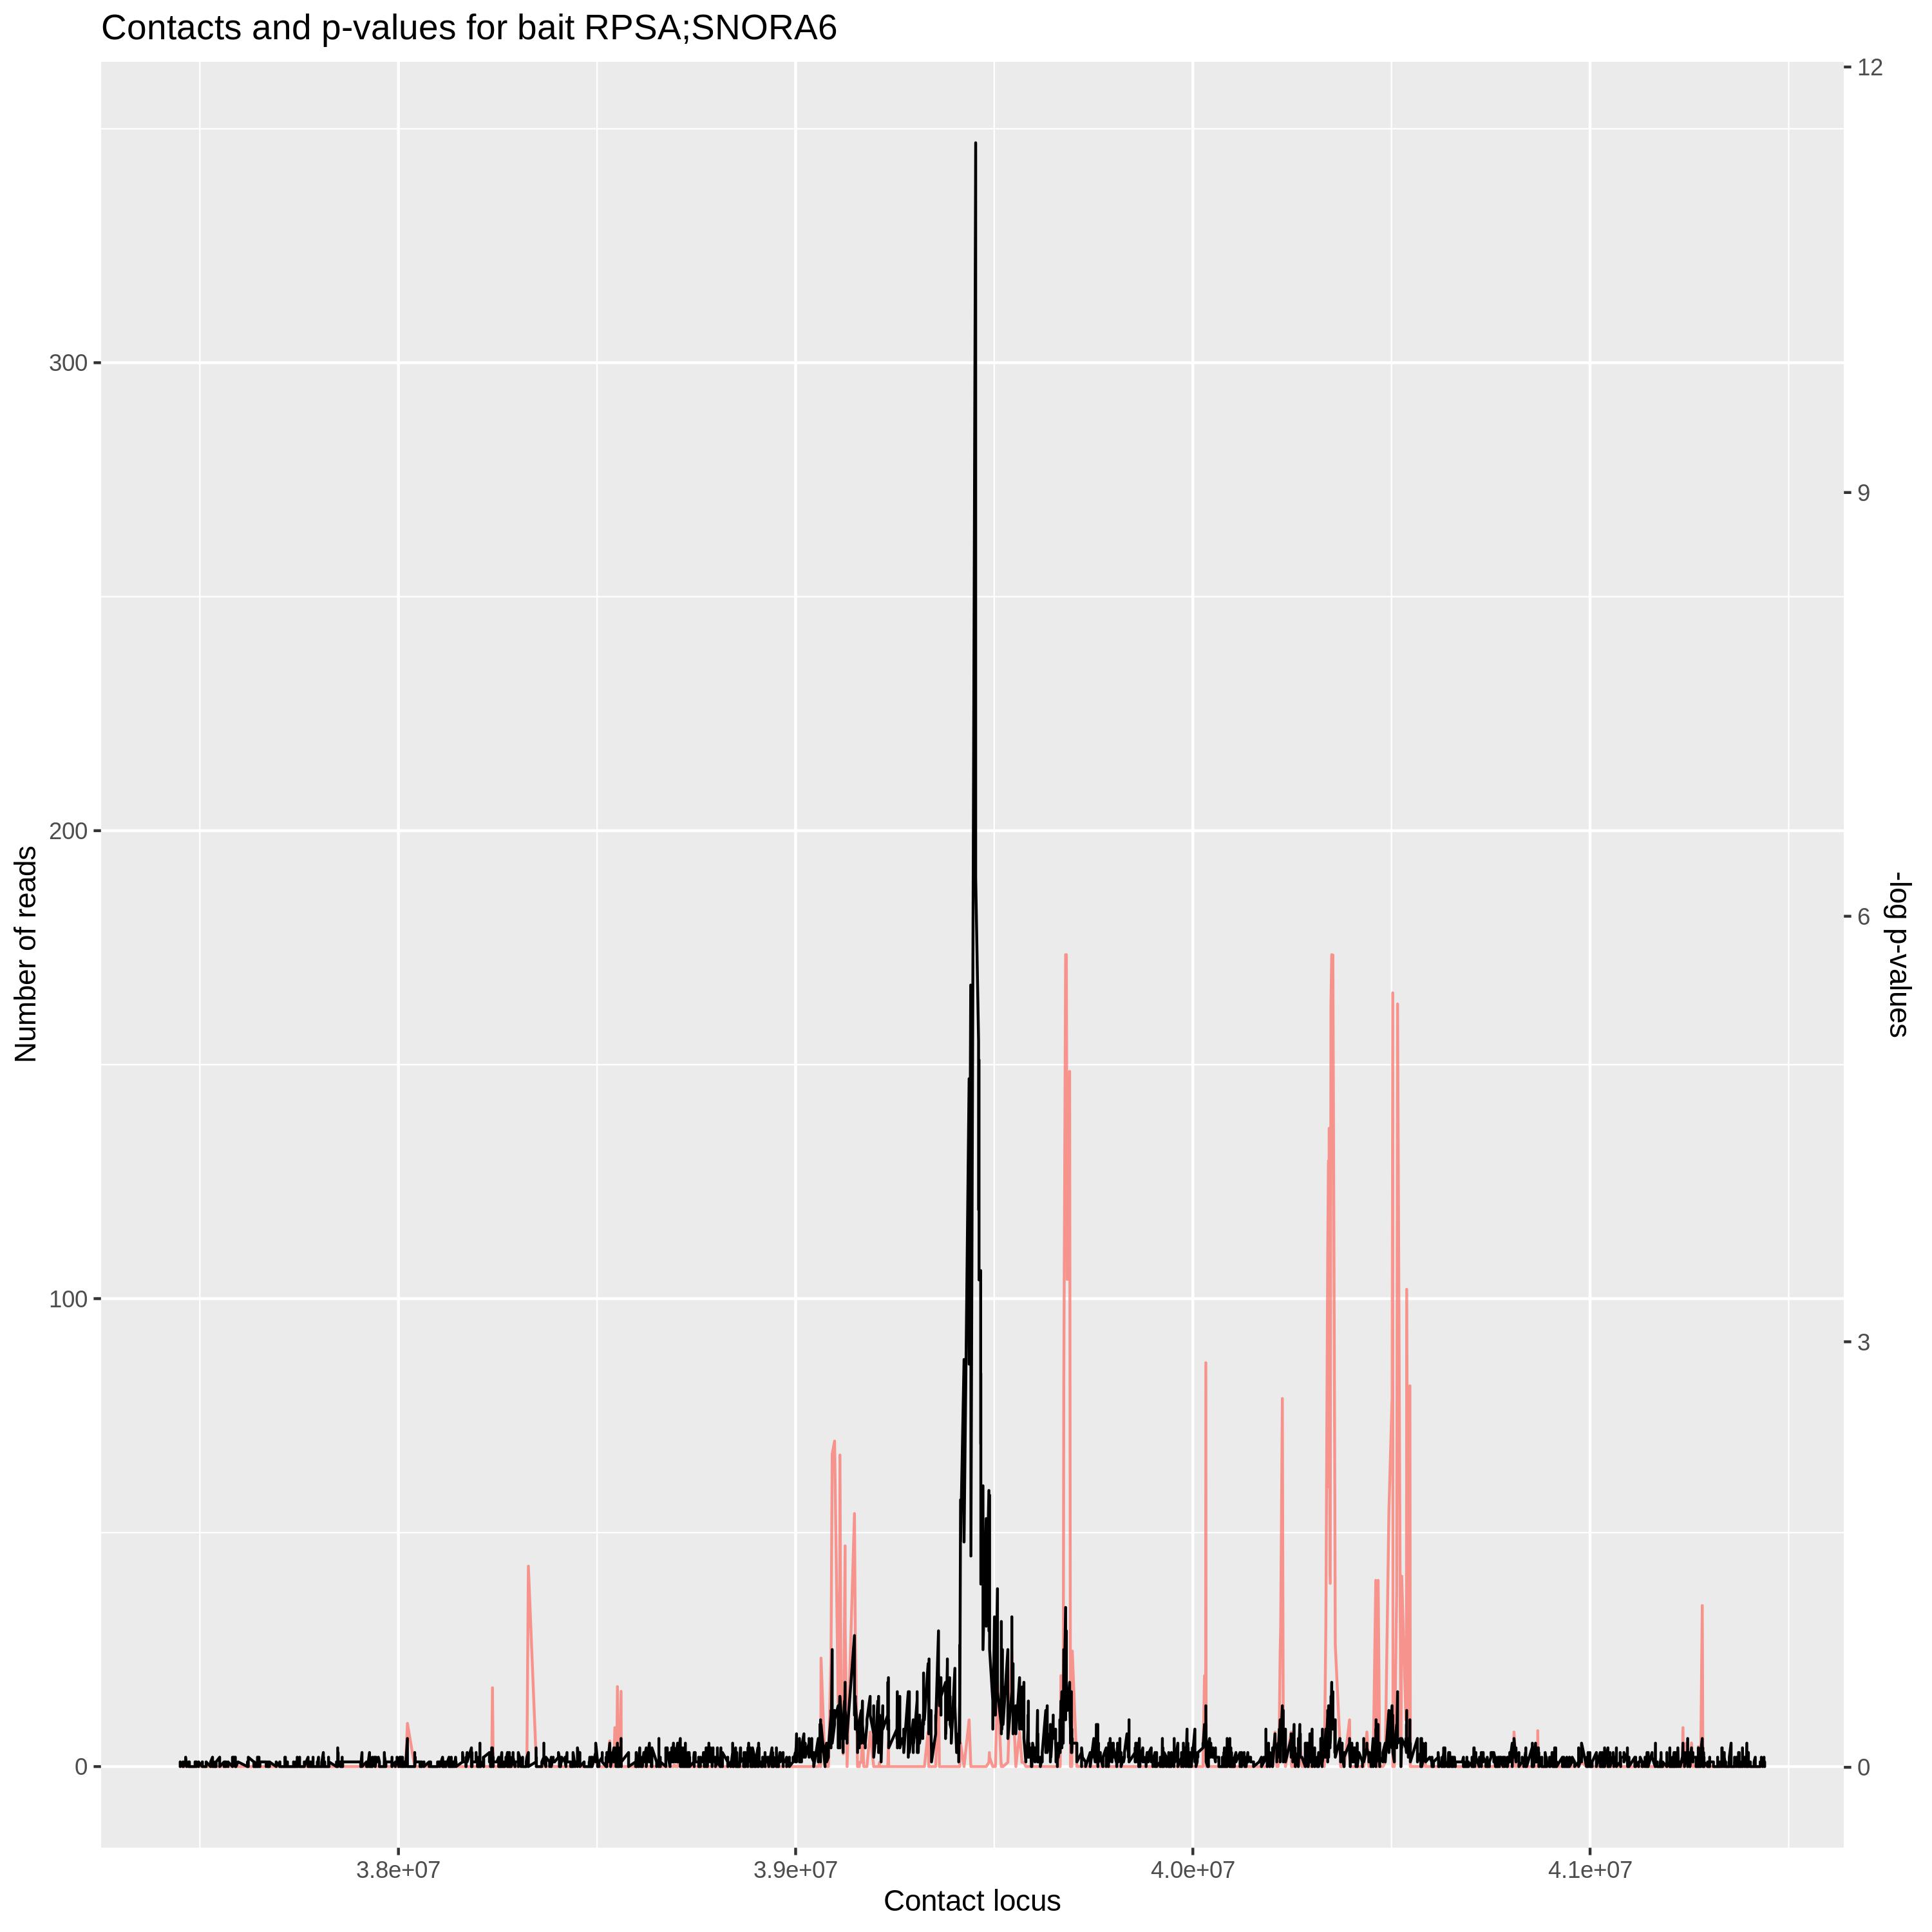 Contacts and p-values for bait RPSA;SNORA6
12
9
6
3
0
300
200
100
0
Number of reads
-log p-values
3.8e+07
3.9e+07
4.0e+07
4.1e+07
Contact locus